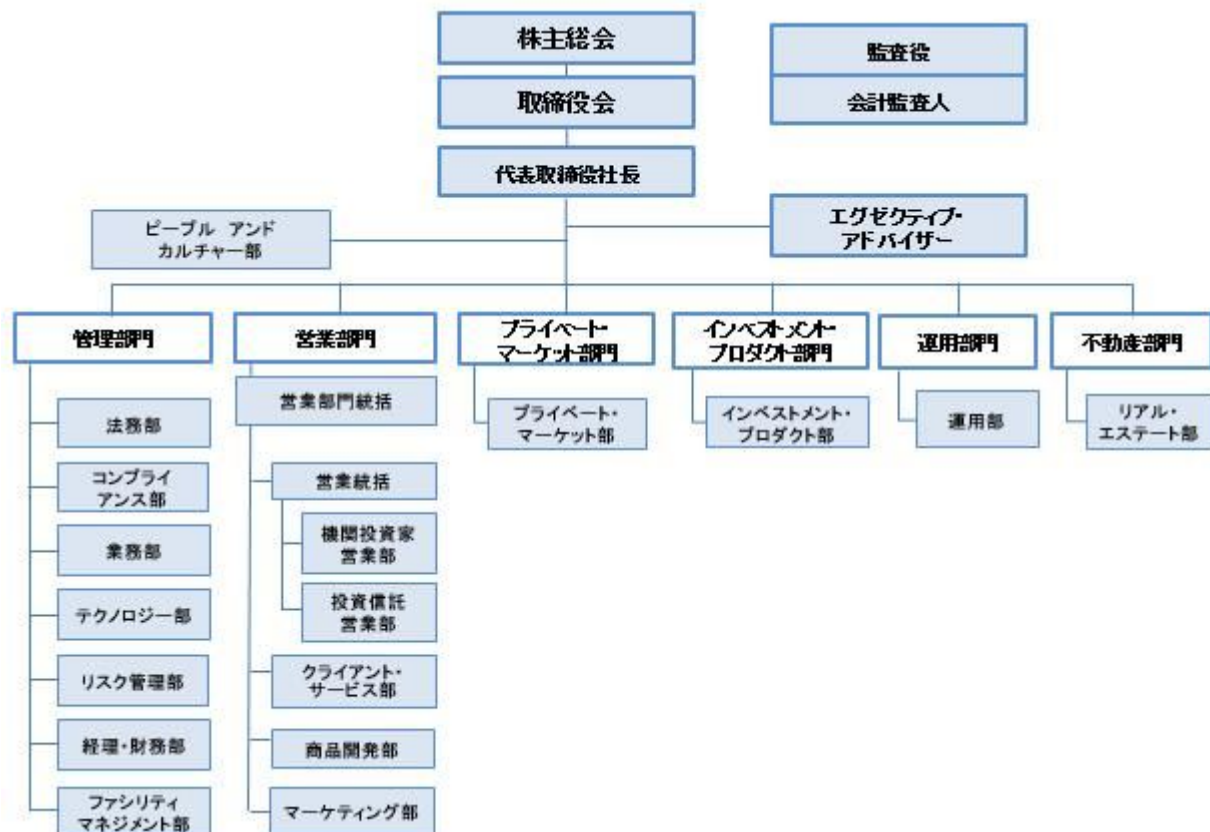 株主総会
監査役
取締役会
会計監査人
代表取締役社長
ピープル アンド
カルチャー部
エグゼクティブ・
アドバイザー
管理部門
営業部門
プライベート・
マーケット部門
インベストメント・
プロダクト部門
運用部門
不動産部門
法務部
コンプライ
アンス部
業務部
テクノロジー部
リスク管理部
経理・財務部
ファシリティ
マネジメント部
営業部門統括
営業統括
機関投資家
営業部
投資信託
営業部
クライアント・
サービス部
商品開発部
マーケティング部
プライベート・
マーケット部
インベストメント・
プロダクト部
運用部
リアル・
エステート部